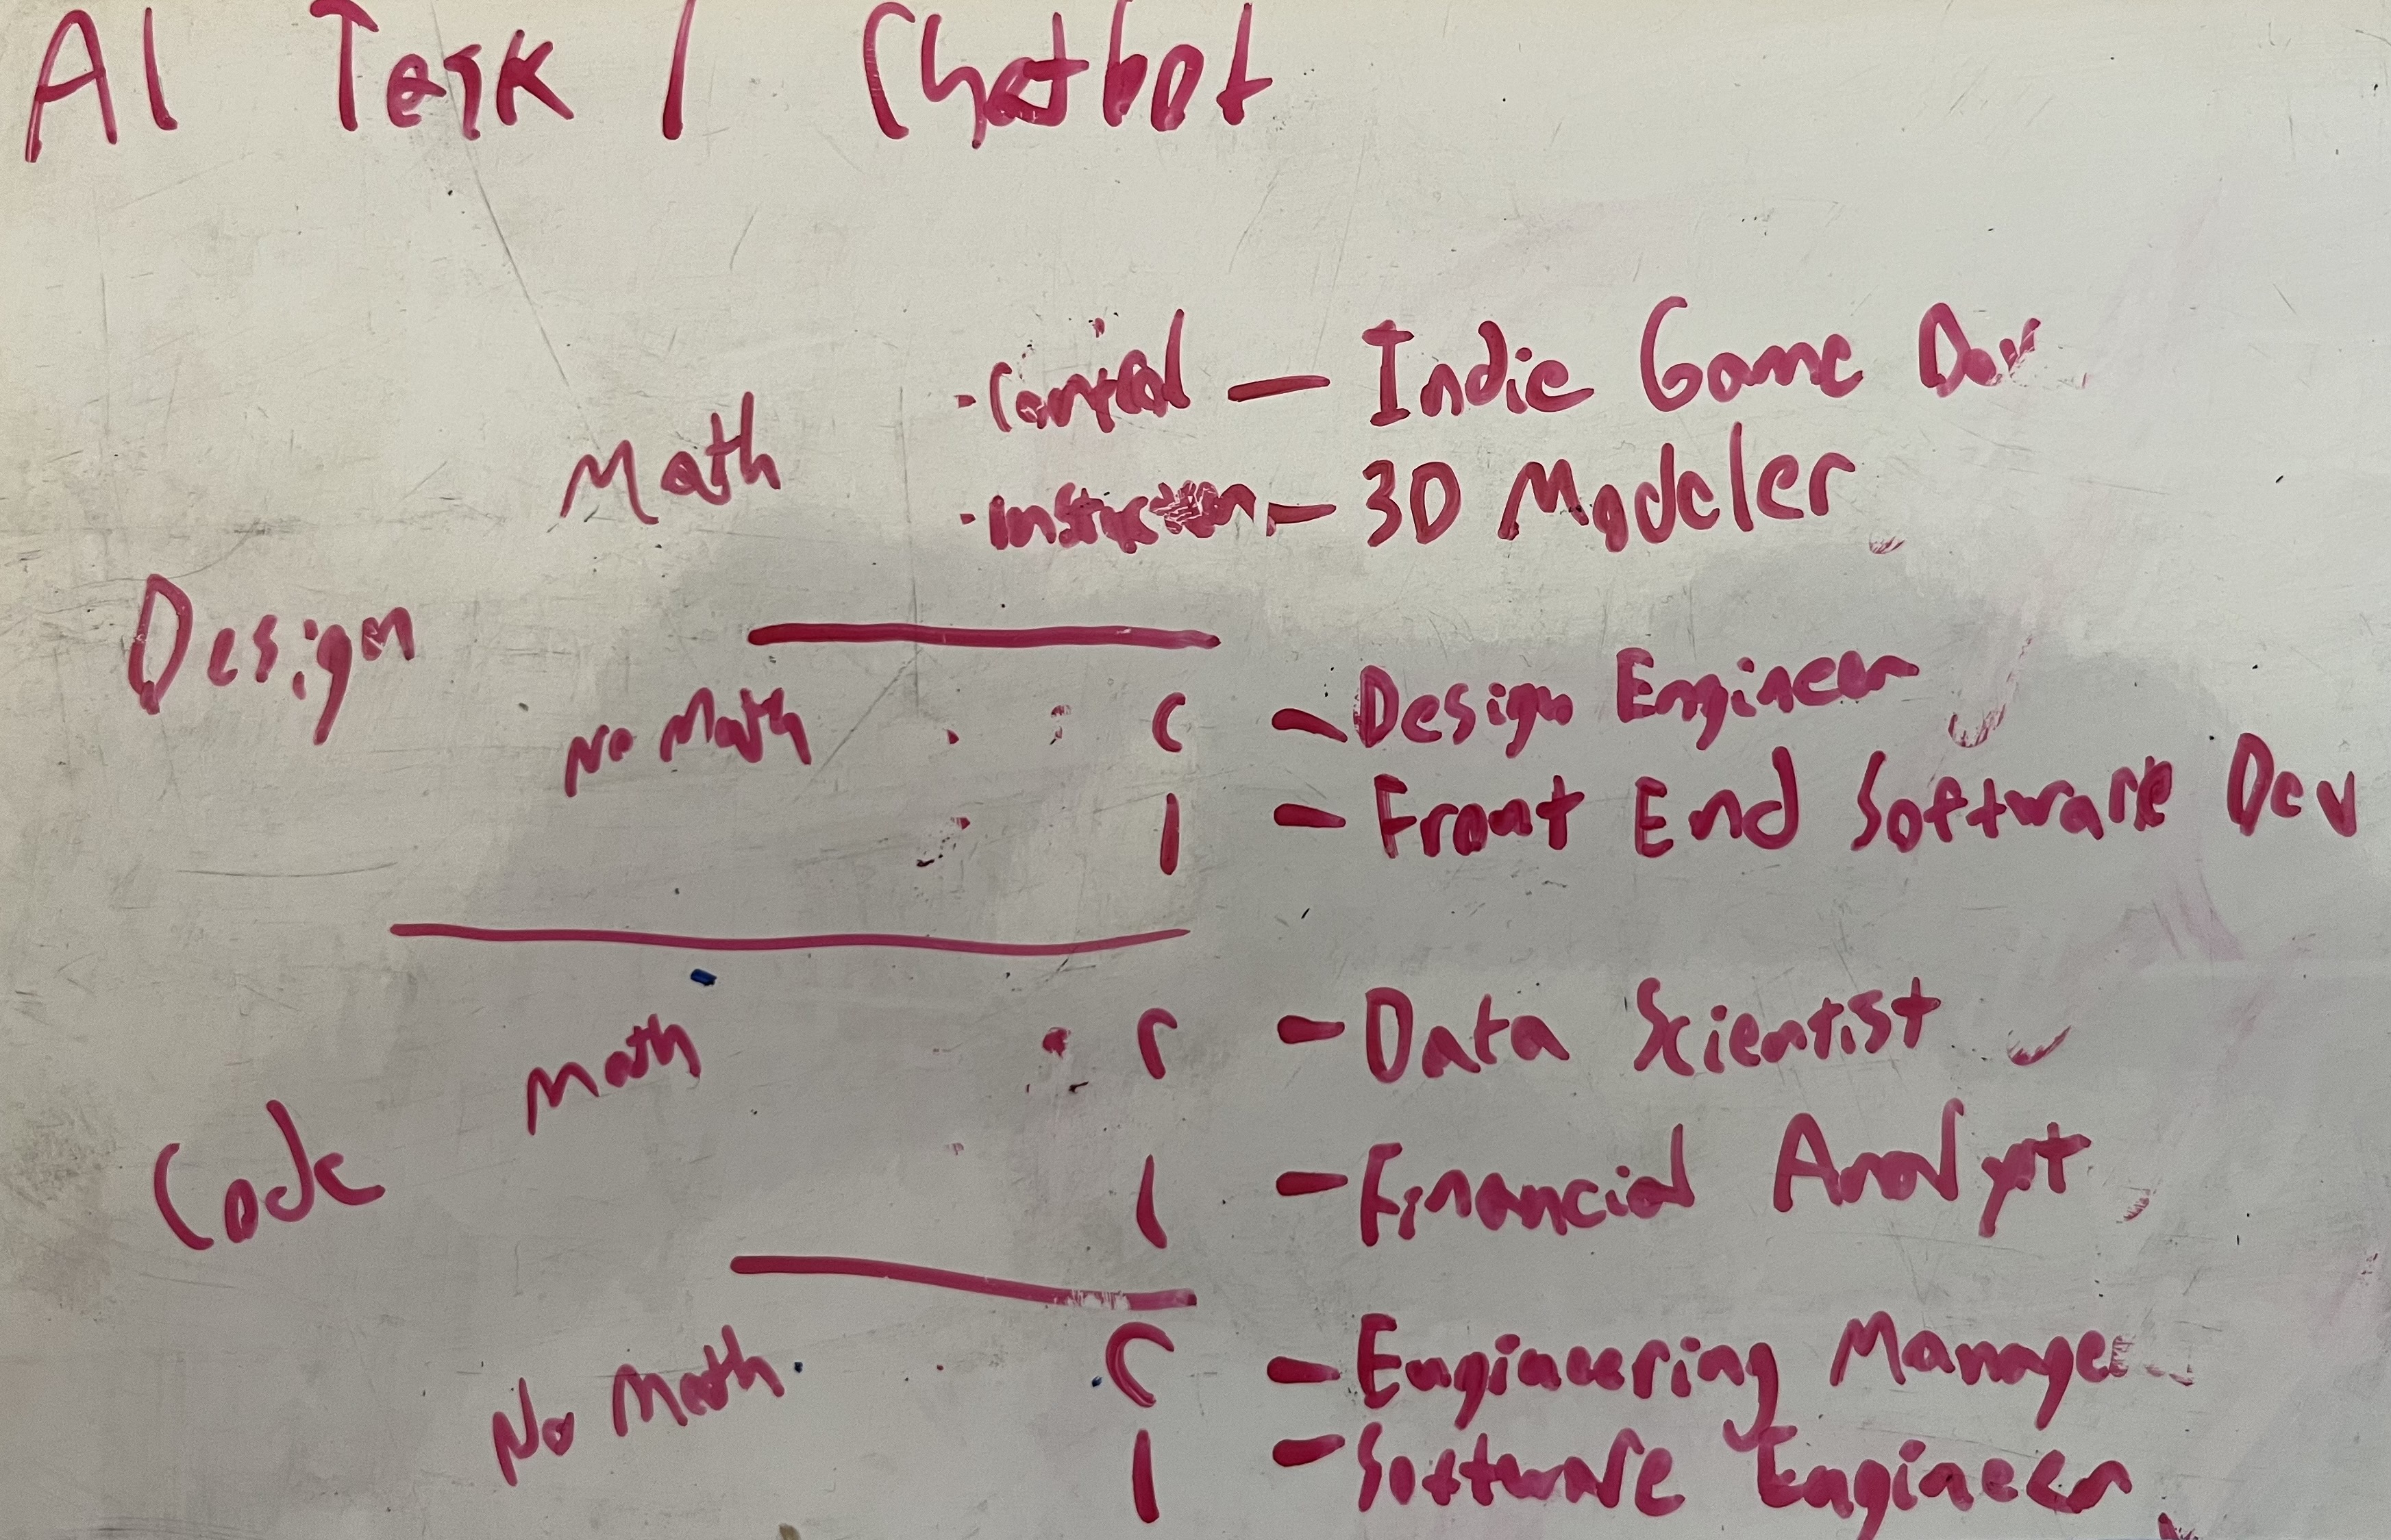 AI Task / Chatbot
· Control — Indie Game Dev
Math
· Instruction — 3D Modeler
Design
C - Design Engineer
No Math
I - Front End Software Dev
C - Data Scientist
Math
I - Financial Analyst
Code
C - Engineering Manager
No Math
I - Software Engineer